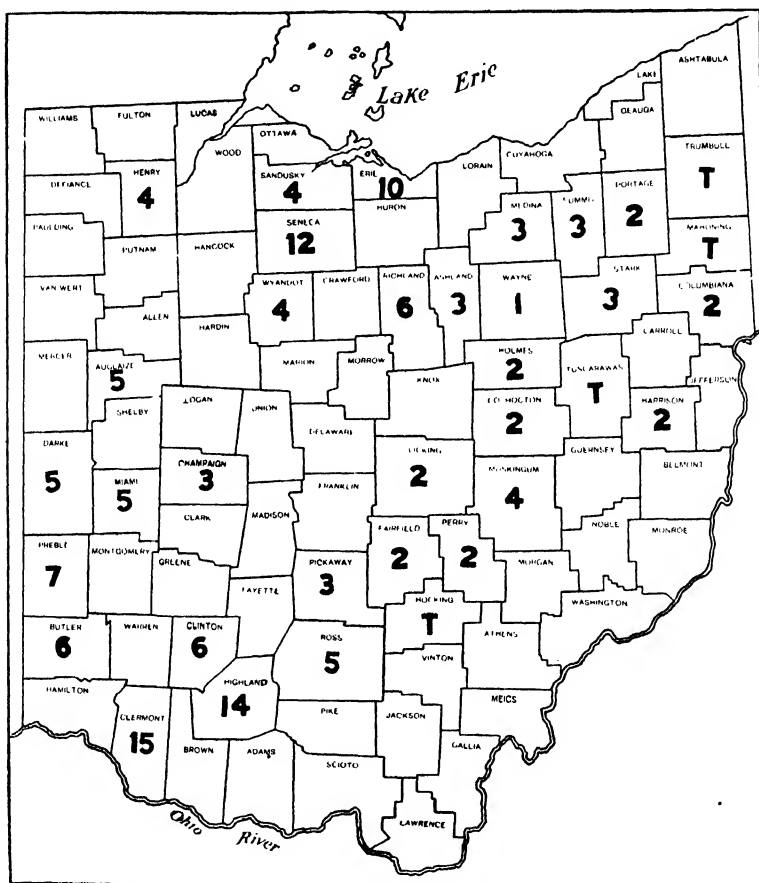 Lake Erie
LAKE
ASHTABULA
GEAUGA
WILLIAMS
FULTON
LUCAS
OTTAWA
WOOD
CUYAHOGA
LORAIN
TRUMBULL
T
DEFIANCE
HENRY
4
SANDUSKY
4
ERIE
10
HURON
MEDINA
3
SUMMIT
3
PORTAGE
2
PAULDING
PUTNAM
HANCOCK
SENECA
12
MAHONING
T
VAN WERT
ALLEN
HARDIN
WYANDOT
4
CRAWFORD
RICHLAND
6
ASHLAND
3
WAYNE
1
STARK
3
COLUMBIANA
2
MERCER
AUGLAIZE
5
MARION
MORROW
KNOX
HOLMES
2
TUSCARAWAS
T
CARROLL
JEFFERSON
SHELBY
LOGAN
UNION
DELAWARE
COSHOCTON
2
HARRISON
2
DARKE
5
MIAMI
5
CHAMPAIGN
3
LICKING
2
MUSKINGUM
4
GUERNSEY
BELMONT
CLARK
MADISON
FRANKLIN
NOBLE
MONROE
PREBLE
7
MONTGOMERY
GREENE
FAYETTE
PICKAWAY
3
FAIRFIELD
2
PERRY
2
MORGAN
WASHINGTON
BUTLER
6
WARREN
CLINTON
6
ROSS
5
HOCKING
T
ATHENS
VINTON
HAMILTON
CLERMONT
15
HIGHLAND
14
PIKE
JACKSON
MEIGS
BROWN
ADAMS
SCIOTO
GALLIA
LAWRENCE
Ohio River